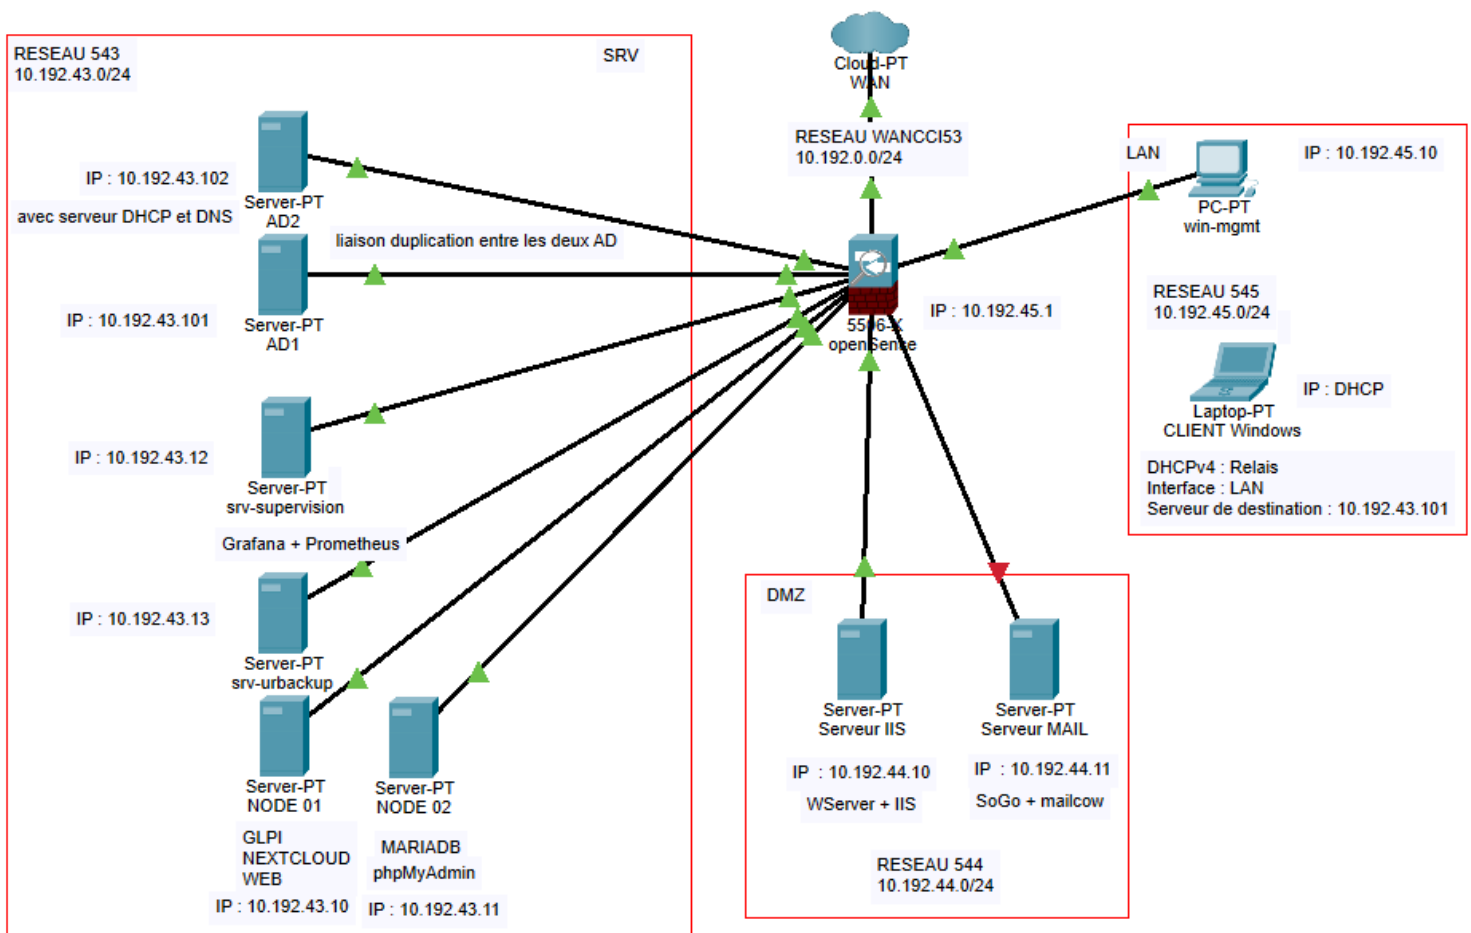 RESEAU 543
10.192.43.0/24
SRV
Server-PT
AD2
IP : 10.192.43.102
avec serveur DHCP et DNS
liaison duplication entre les deux AD
Server-PT
AD1
IP : 10.192.43.101
Server-PT
srv-supervision
IP : 10.192.43.12
Grafana + Prometheus
Server-PT
srv-urbackup
IP : 10.192.43.13
Server-PT
NODE 01
GLPI
NEXTCLOUD
WEB
IP : 10.192.43.10
Server-PT
NODE 02
MARIADB
phpMyAdmin
IP : 10.192.43.11
Cloud-PT
WAN
RESEAU WANCCI53
10.192.0.0/24
5506-X
openSence
IP : 10.192.45.1
LAN
PC-PT
win-mgmt
IP : 10.192.45.10
RESEAU 545
10.192.45.0/24
Laptop-PT
CLIENT Windows
IP : DHCP
DHCPv4 : Relais
Interface : LAN
Serveur de destination : 10.192.43.101
DMZ
Server-PT
Serveur IIS
IP : 10.192.44.10
WServer + IIS
Server-PT
Serveur MAIL
IP : 10.192.44.11
SoGo + mailcow
RESEAU 544
10.192.44.0/24